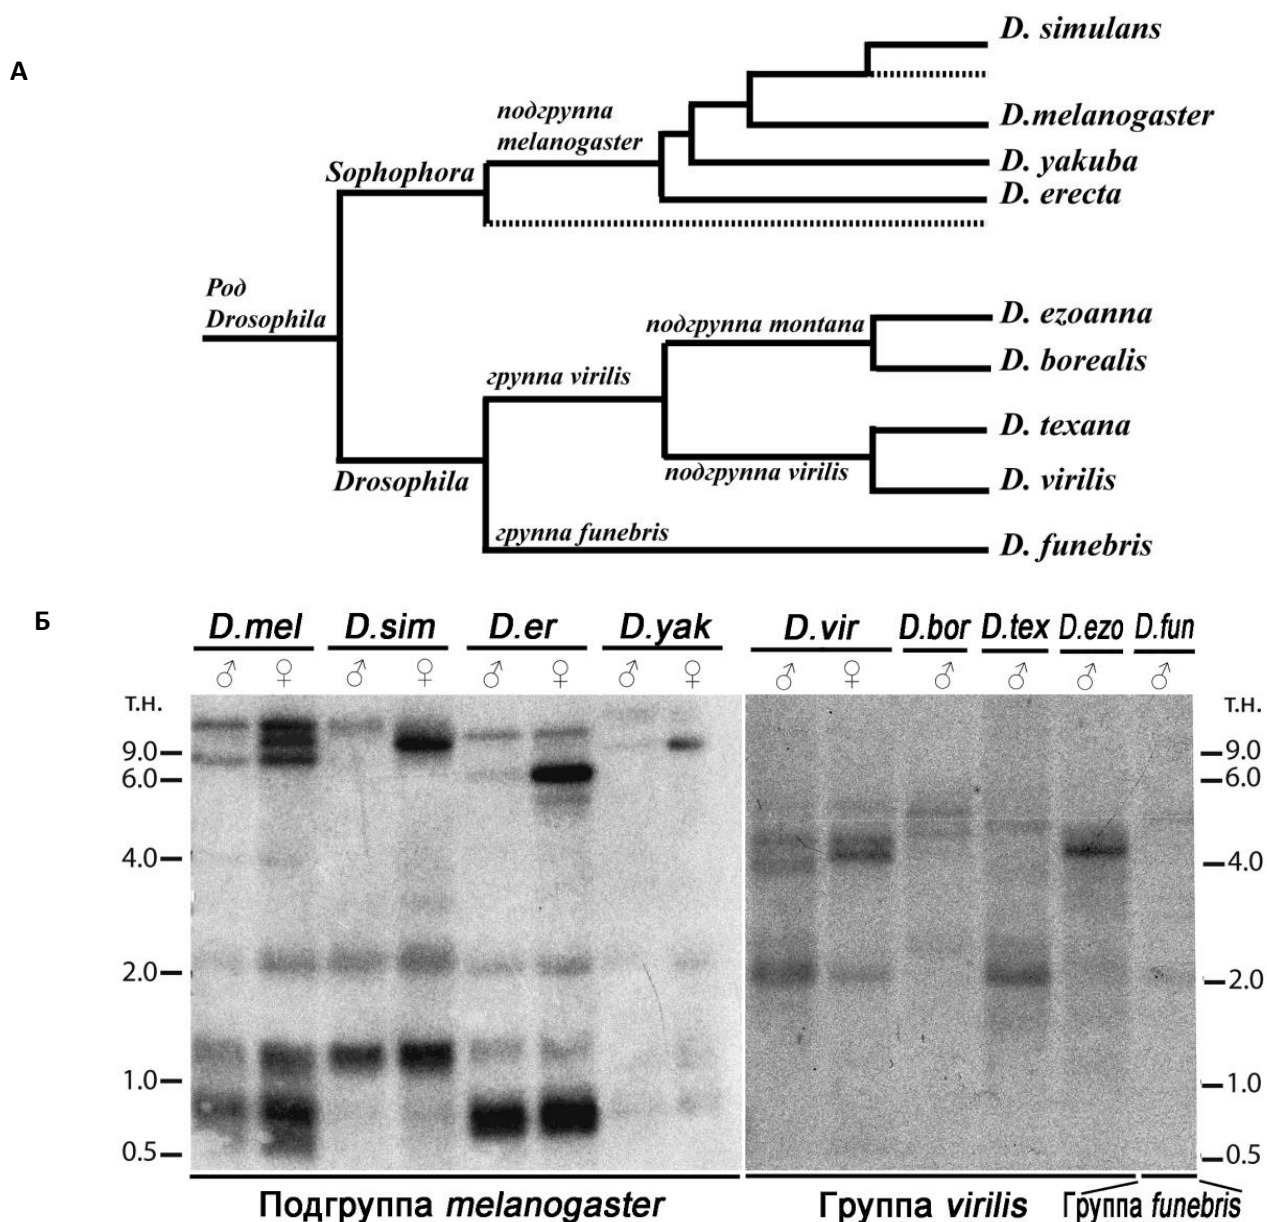 А
D. simulans
подгруппа
melanogaster
D.melanogaster
Sophophora
D. yakuba
D. erecta
Род
Drosophila
подгруппа montana
D. ezoanna
D. borealis
группа virilis
D. texana
Drosophila
подгруппа virilis
D. virilis
группа funebris
D. funebris
Б
D.mel D.sim D.er D.yak D.vir D.bor D.tex D.ezo D.fun
♂ ♀ ♂ ♀ ♂ ♀ ♂ ♀ ♂ ♀ ♂ ♂ ♂ ♂
т.н. т.н.
9.0 9.0
6.0 6.0
4.0 4.0
2.0 2.0
1.0 1.0
0.5 0.5
Подгруппа melanogaster Группа virilis Группа funebris